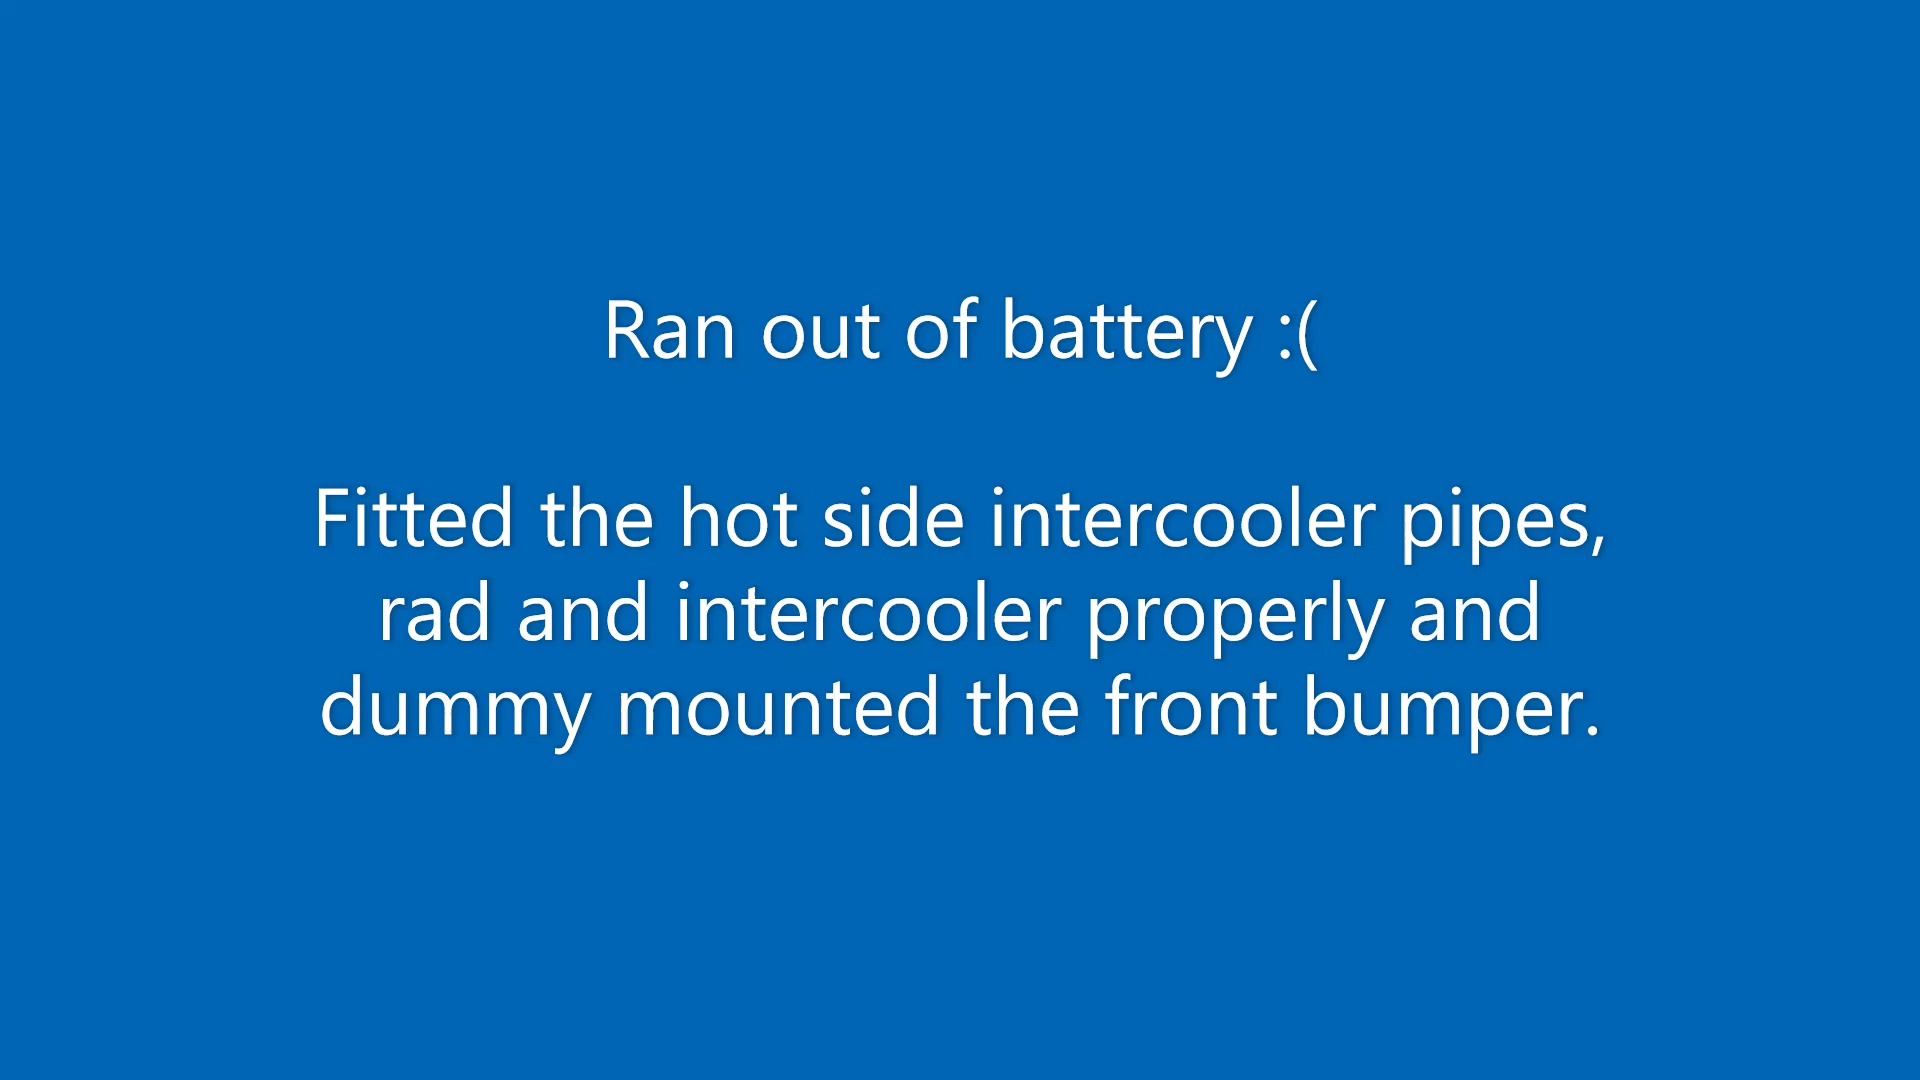 Ran out of battery :(
Fitted the hot side intercooler pipes,
rad and intercooler properly and
dummy mounted the front bumper.